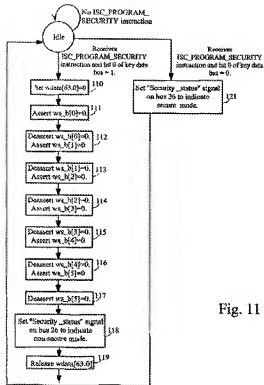 No ISC_PROGRAM_
SECURITY instruction
Idle
Receives
ISC_PROGRAM_SECURITY
instruction and bit 0 of key data
bus = 1.
Receives
ISC_PROGRAM_SECURITY
instruction and bit 0 of key data
bus = 0.
110
Set wdata[63:0]=0
111
Assert ws_b[0]=0.
112
Deassert ws_b[0]=0.
Assert ws_b[1]=0.
113
Deassert ws_b[1]=0.
Assert ws_b[2]=0.
114
Deassert ws_b[2]=0.
Assert ws_b[3]=0.
115
Deassert ws_b[3]=0.
Assert ws_b[4]=0
116
Deassert ws_b[4]=0
Assert ws_b[5]=0
117
Deassert ws_b[5]=0.
Set "Security_status" signal
on bus 26 to indicate
non-secure mode.
118
119
Release wdata[63:0]
Set "Security_status" signal
on bus 26 to indicate
secure mode.
121
Fig. 11